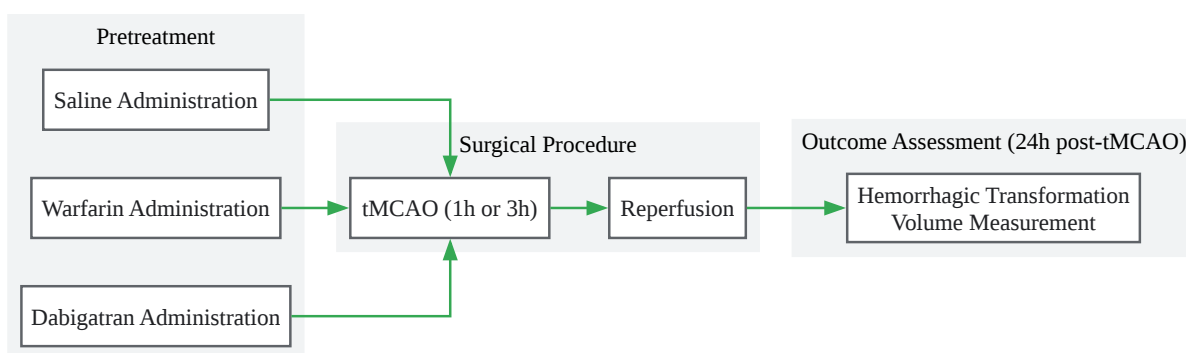 Pretreatment
Saline Administration
Warfarin Administration
Dabigatran Administration
Surgical Procedure
tMCAO (1h or 3h)
Reperfusion
Outcome Assessment (24h post-tMCAO)
Hemorrhagic Transformation
Volume Measurement